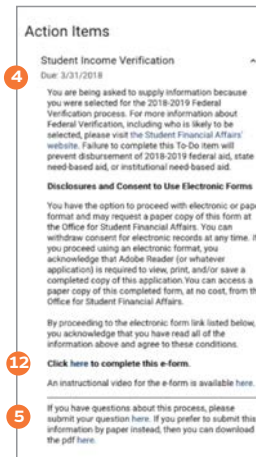 Action Items
Student Income Verification
4
Due: 3/31/2018
You are being asked to supply information because
you were selected for the 2018-2019 Federal
Verification process. For more information about
Federal Verification, including who is likely to be
selected, please visit the Student Financial Affairs'
website. Failure to complete this To-Do item will
prevent disbursement of 2018-2019 federal aid, state
need-based aid, or institutional need-based aid.
Disclosures and Consent to Use Electronic Forms
You have the option to proceed with electronic or pape
format and may request a paper copy of this form at
the Office for Student Financial Affairs. You can
withdraw consent for electronic records at any time. If
you proceed using an electronic format, you
acknowledge that Adobe Reader (or whatever
application) is required to view, print, and/or save a
completed copy of this application.You can access a
paper copy of this completed form, at no cost, from th
Office for Student Financial Affairs.
By proceeding to the electronic form link listed below,
you acknowledge that you have read all of the
information above and agree to these conditions.
12
Click here to complete this e-form.
An instructional video for the e-form is available here.
5
If you have questions about this process, please
submit your question here. If you prefer to submit this
information by paper instead, then you can download
the pdf here.